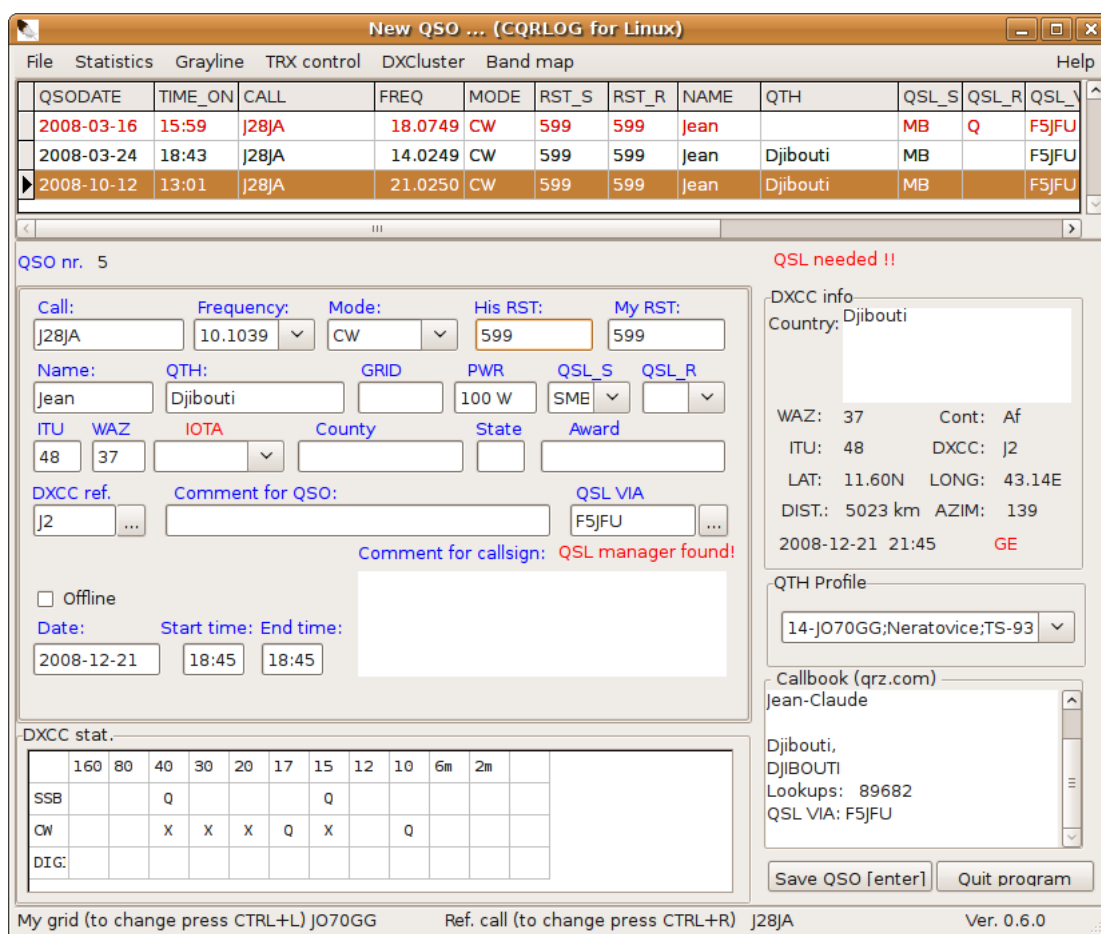 New QSO ... (CQRLOG for Linux)
File Statistics Grayline TRX control DXCluster Band map Help
QSODATE TIME_ON CALL FREQ MODE RST_S RST_R NAME QTH QSL_S QSL_R QSL_V
2008-03-16 15:59 J28JA 18.0749 CW 599 599 Jean MB Q F5JFU
2008-03-24 18:43 J28JA 14.0249 CW 599 599 Jean Djibouti MB F5JFU
2008-10-12 13:01 J28JA 21.0250 CW 599 599 Jean Djibouti MB F5JFU
QSO nr. 5
QSL needed !!
Call: Frequency: Mode: His RST: My RST:
J28JA 10.1039 CW 599 599
Name: QTH: GRID PWR QSL_S QSL_R
Jean Djibouti 100 W SMB
ITU WAZ IOTA County State Award
48 37
DXCC ref. Comment for QSO: QSL VIA
J2 ... F5JFU ...
Comment for callsign: QSL manager found!
Offline
Date: Start time: End time:
2008-12-21 18:45 18:45
DXCC info
Country: Djibouti
WAZ: 37 Cont: Af
ITU: 48 DXCC: J2
LAT: 11.60N LONG: 43.14E
DIST.: 5023 km AZIM: 139
2008-12-21 21:45 GE
QTH Profile
14-JO70GG;Neratovice;TS-93
Callbook (qrz.com)
Jean-Claude
Djibouti,
DJIBOUTI
Lookups: 89682
QSL VIA: F5JFU
DXCC stat.
160 80 40 30 20 17 15 12 10 6m 2m
SSB Q Q
CW X X X Q X Q
DIG:
Save QSO [enter] Quit program
My grid (to change press CTRL+L) JO70GG Ref. call (to change press CTRL+R) J28JA Ver. 0.6.0